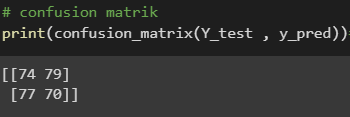 # confusion matrik
print(confusion_matrix(Y_test , y_pred))
[[74 79]
 [77 70]]